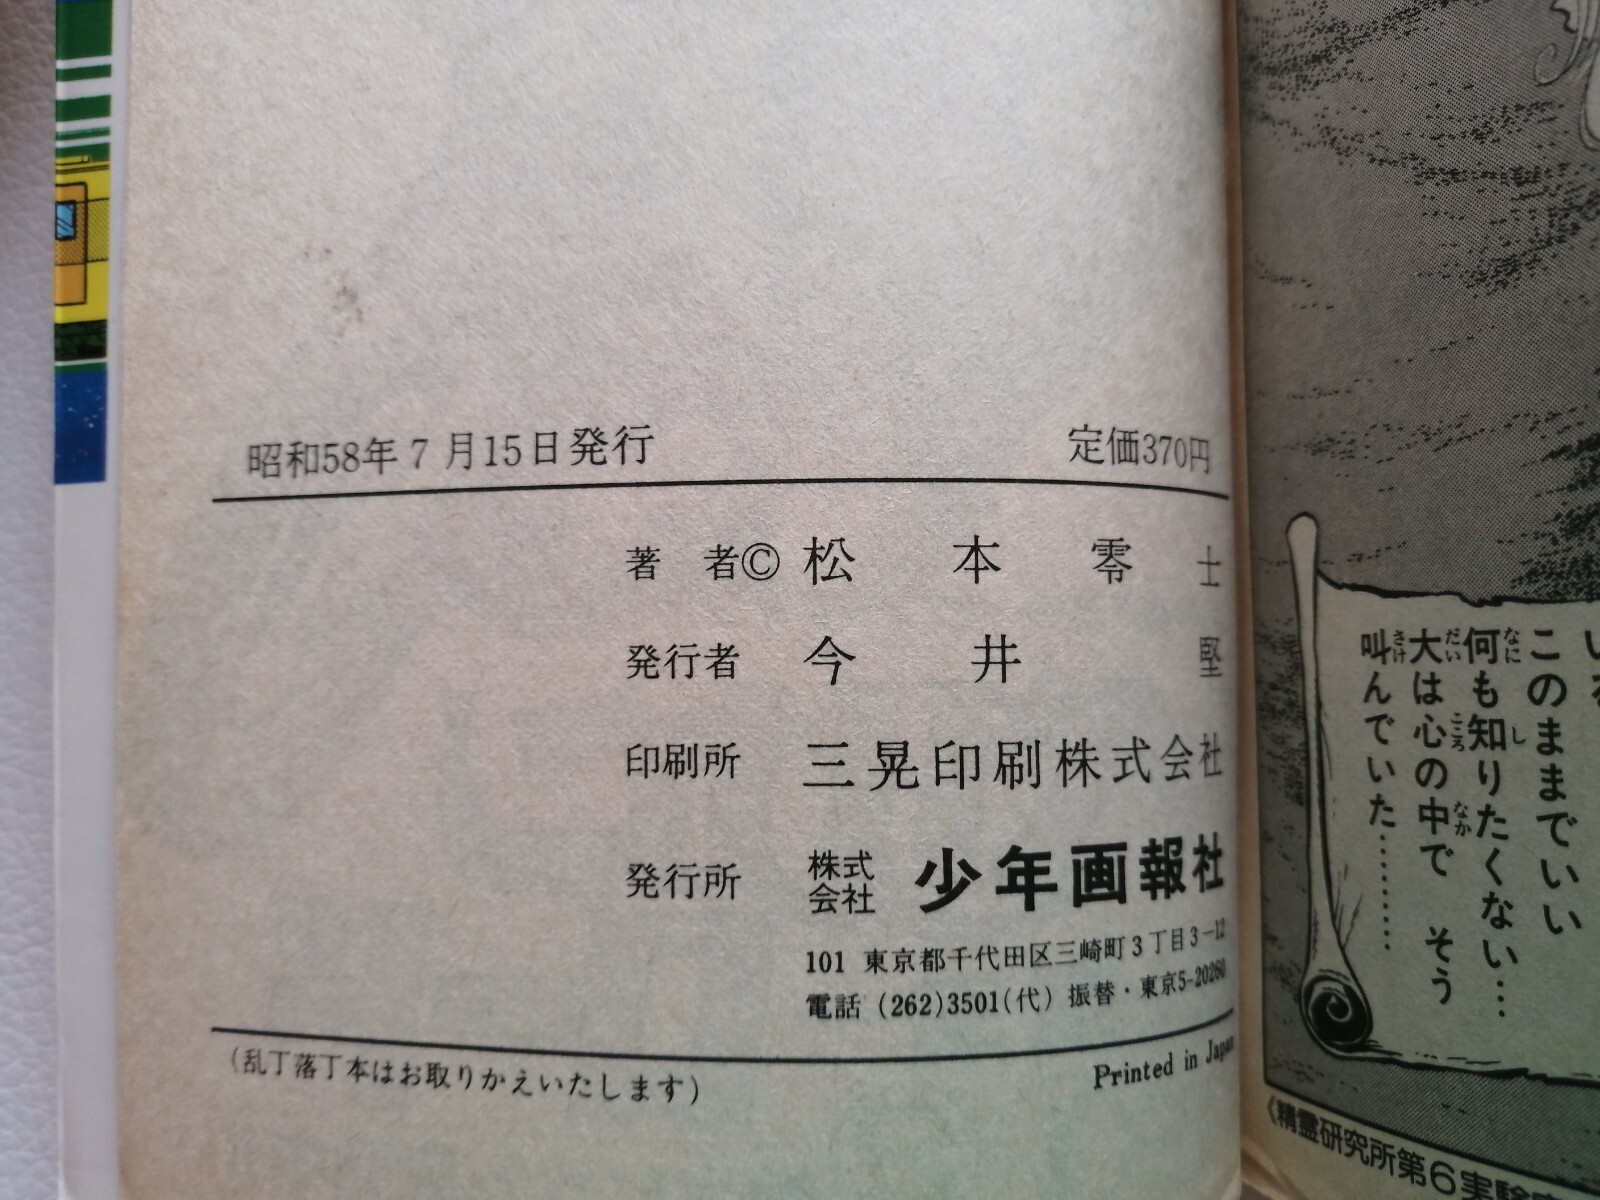 昭和58年7月15日発行
定価370円
著者© 松本零士
発行者 今井 堅
印刷所 三晃印刷株式会社
発行所 株式会社 少年画報社
101 東京都千代田区三崎町3丁目3-12
電話 (262)3501(代) 振替・東京5-20260
(乱丁落丁本はお取りかえいたします)
Printed in Japan
このままでいい
何も知りたくない…
大は心の中で そう
叫んでいた………
《精霊研究所第6実験